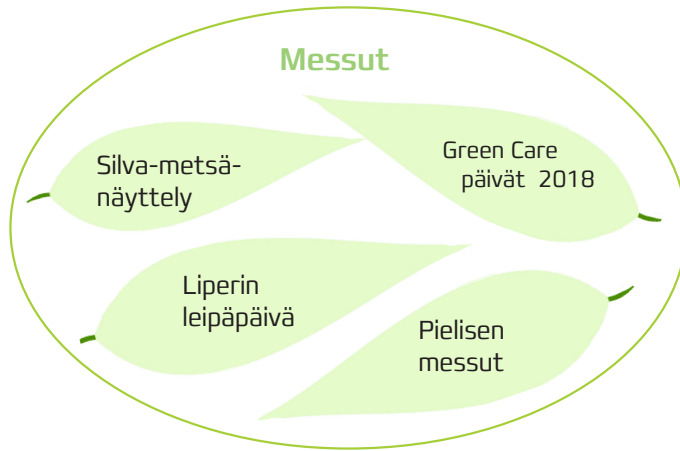 Messut
Silva-metsä-
näyttely
Green Care
päivät 2018
Liperin
leipäpäivä
Pielisen
messut